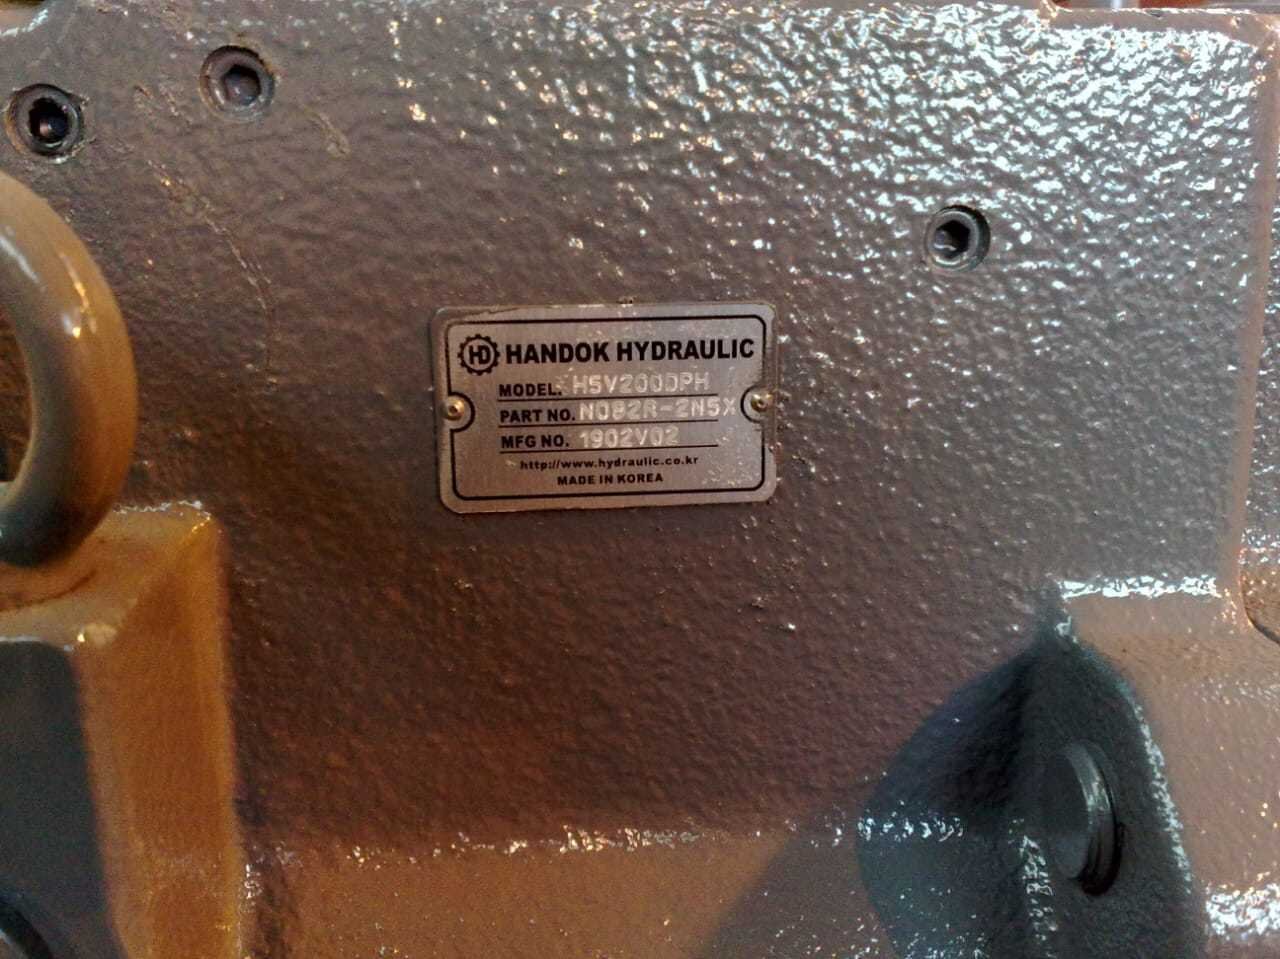 HD HANDOK HYDRAULIC
MODEL. H5V200DPH
PART NO. N0B2R-2N5X
MFG NO. 1902V02
http://www.hydraulic.co.kr
MADE IN KOREA